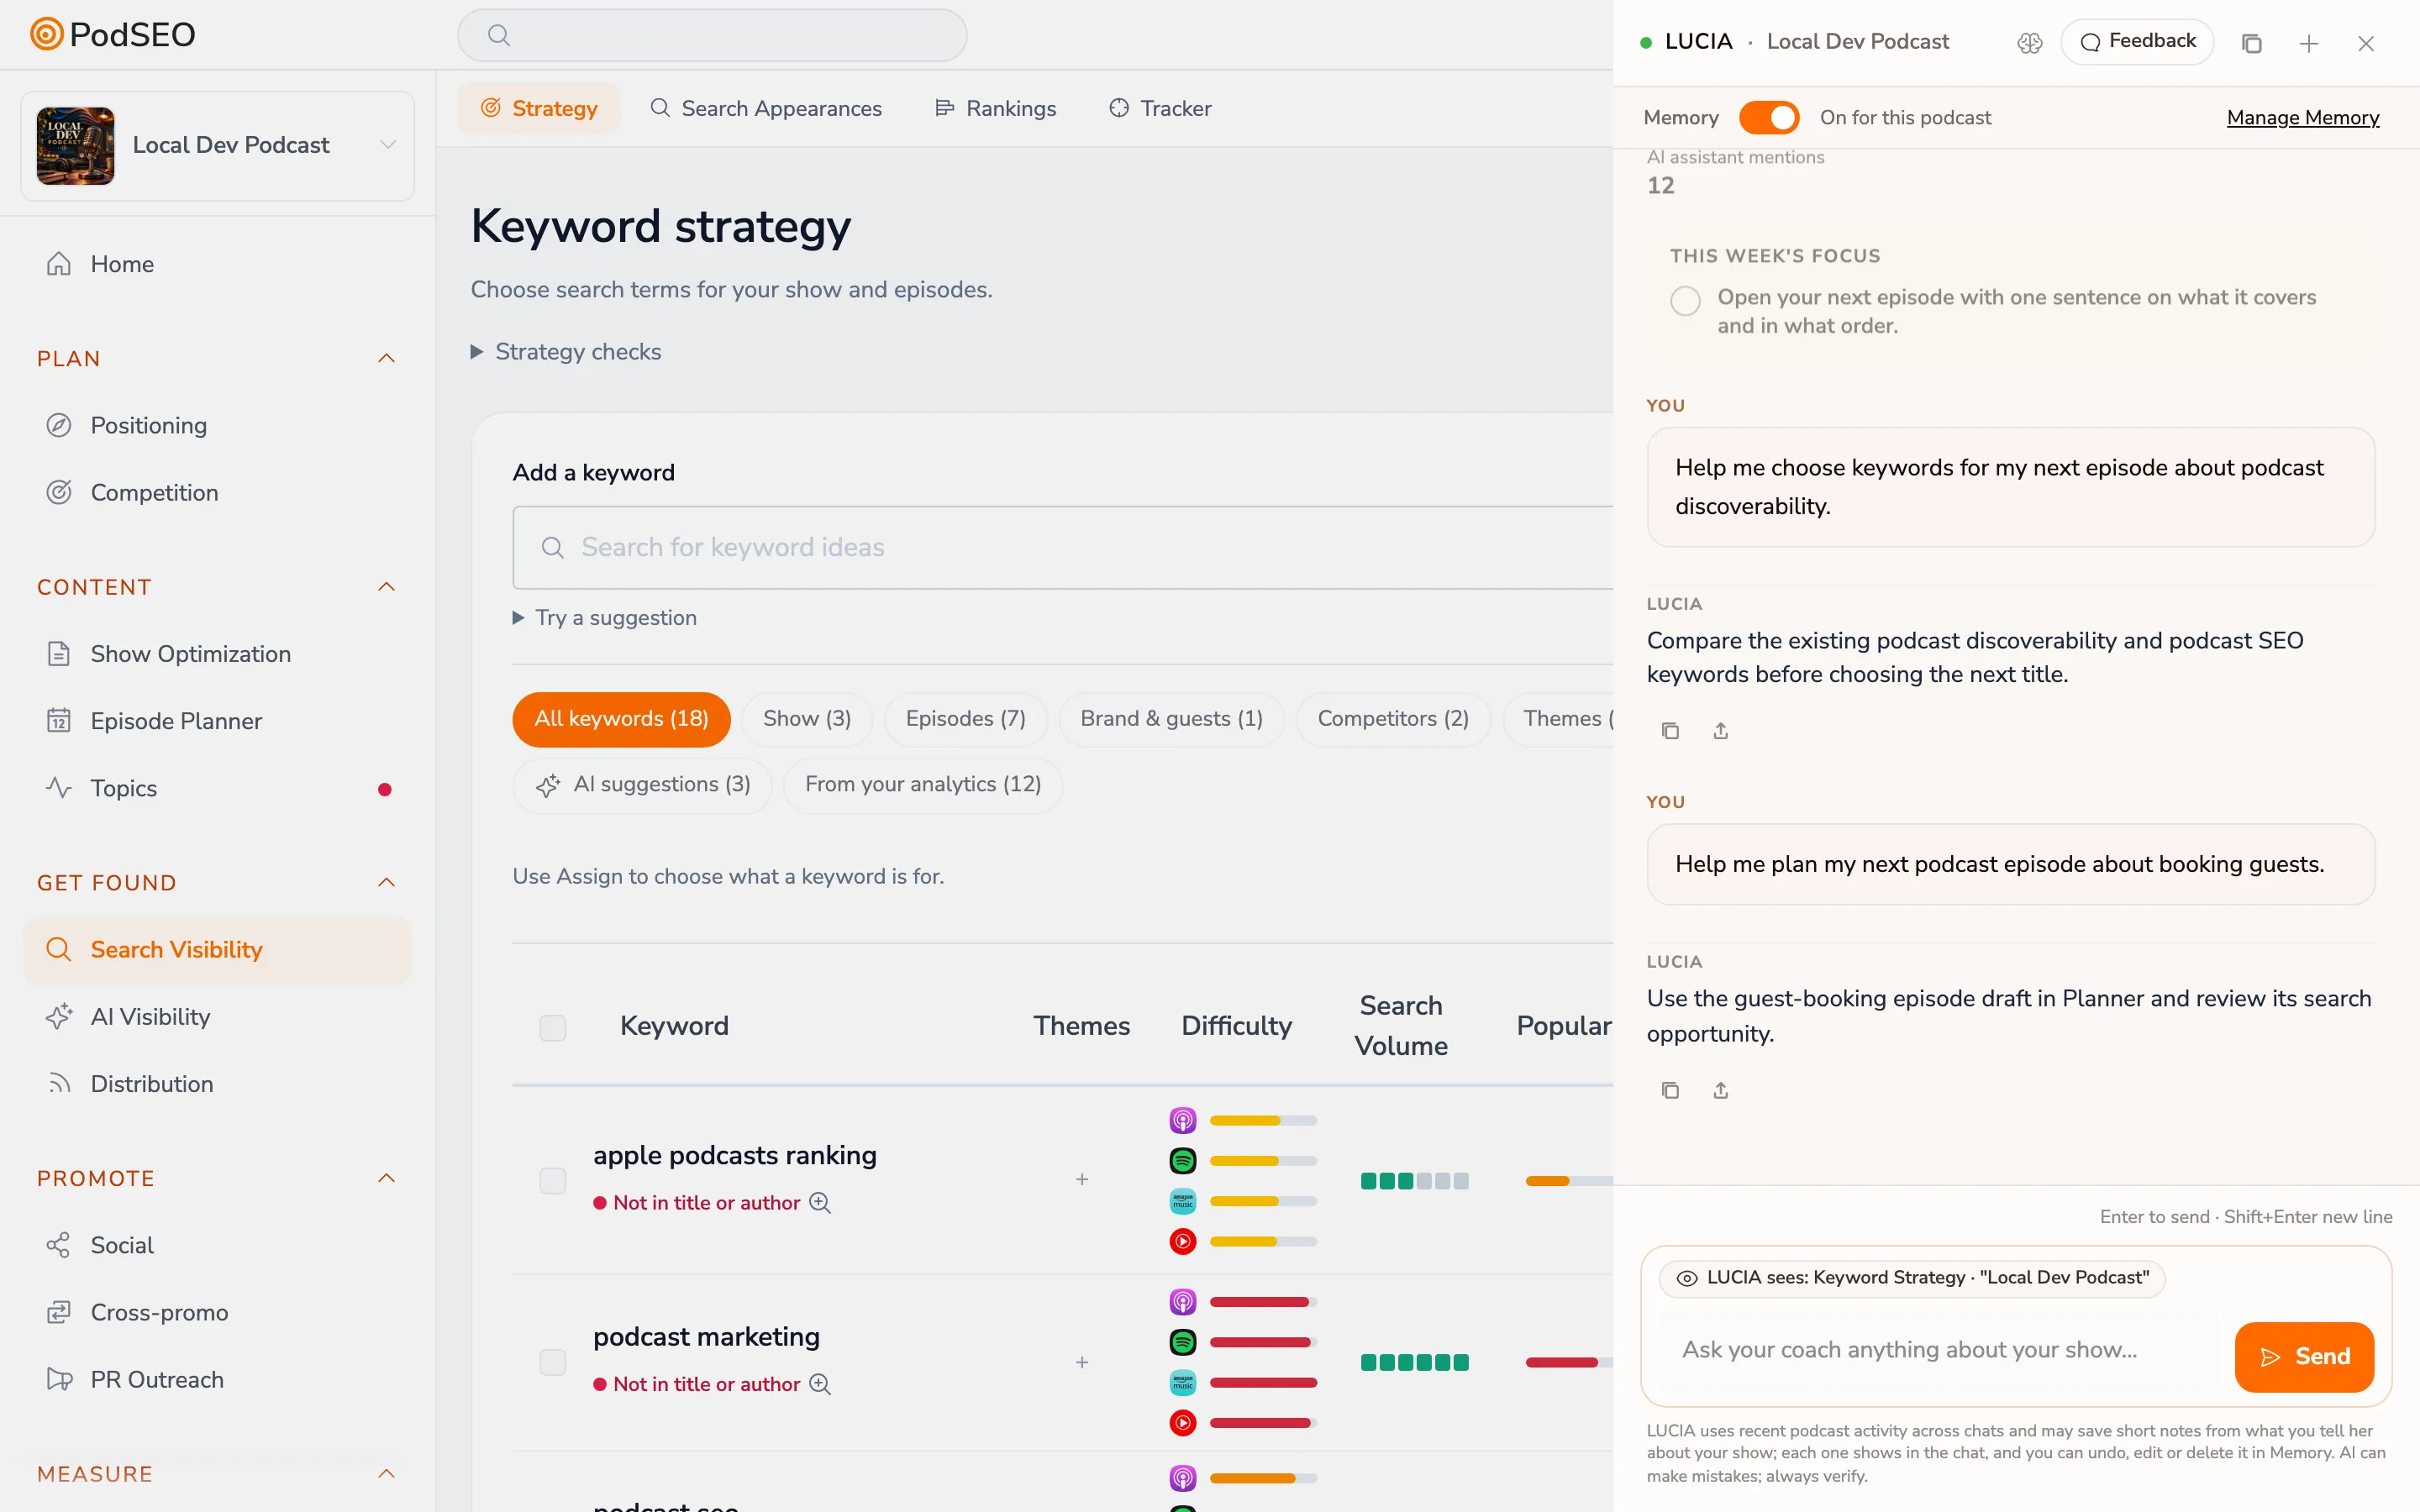 PodSEO
Local Dev Podcast
Home
PLAN
Positioning
Competition
CONTENT
Show Optimization
Episode Planner
Topics
GET FOUND
Search Visibility
AI Visibility
Distribution
PROMOTE
Social
Cross-promo
PR Outreach
MEASURE
Strategy
Search Appearances
Rankings
Tracker
Keyword strategy
Choose search terms for your show and episodes.
Strategy checks
Add a keyword
Search for keyword ideas
Try a suggestion
All keywords (18)
Show (3)
Episodes (7)
Brand & guests (1)
Competitors (2)
Themes (
AI suggestions (3)
From your analytics (12)
Use Assign to choose what a keyword is for.
Keyword
Themes
Difficulty
Search
Volume
Popular
apple podcasts ranking
Not in title or author
podcast marketing
Not in title or author
podcast seo
LUCIA · Local Dev Podcast
Feedback
Memory
On for this podcast
Manage Memory
AI assistant mentions
12
THIS WEEK'S FOCUS
Open your next episode with one sentence on what it covers
and in what order.
YOU
Help me choose keywords for my next episode about podcast
discoverability.
LUCIA
Compare the existing podcast discoverability and podcast SEO
keywords before choosing the next title.
YOU
Help me plan my next podcast episode about booking guests.
LUCIA
Use the guest-booking episode draft in Planner and review its search
opportunity.
Enter to send · Shift+Enter new line
LUCIA sees: Keyword Strategy · "Local Dev Podcast"
Ask your coach anything about your show...
Send
LUCIA uses recent podcast activity across chats and may save short notes from what you tell her
about your show; each one shows in the chat, and you can undo, edit or delete it in Memory. AI can
make mistakes; always verify.